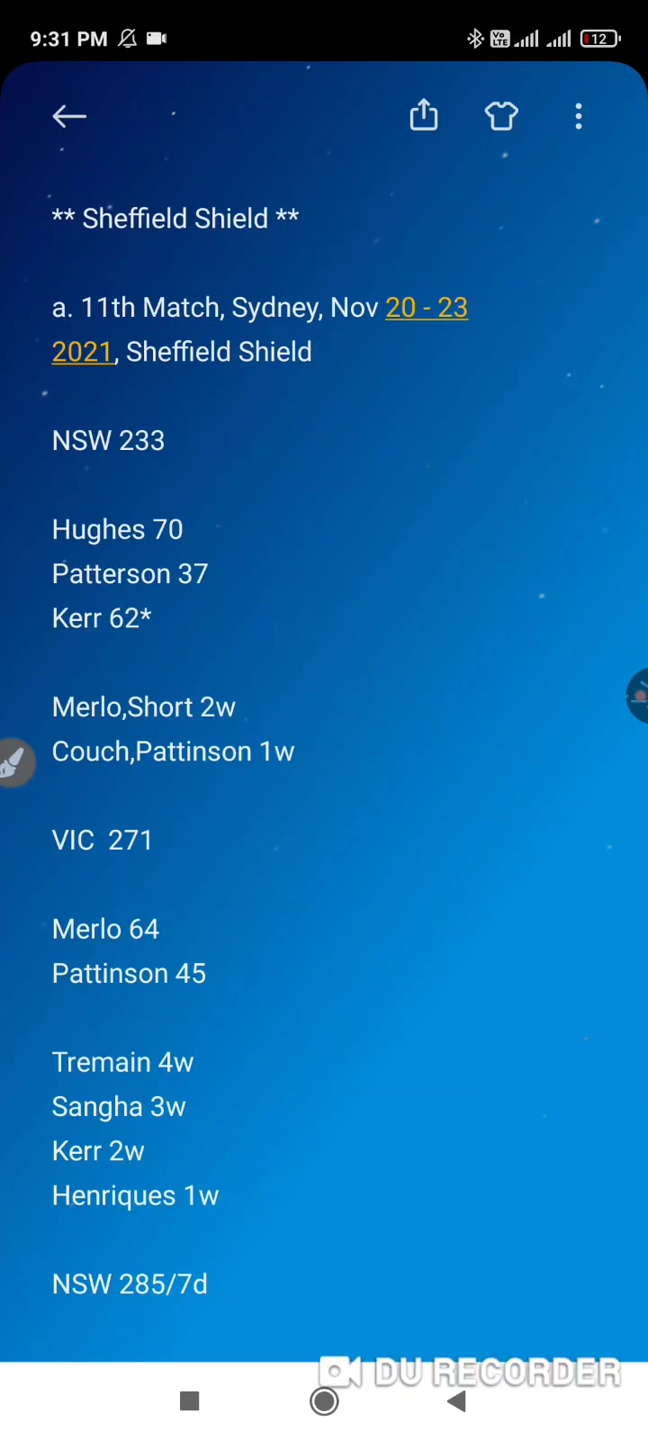 9:31 PM
Vo LTE
12
** Sheffield Shield **
a. 11th Match, Sydney, Nov 20 - 23
2021, Sheffield Shield
NSW 233
Hughes 70
Patterson 37
Kerr 62*
Merlo,Short 2w
Couch,Pattinson 1w
VIC  271
Merlo 64
Pattinson 45
Tremain 4w
Sangha 3w
Kerr 2w
Henriques 1w
NSW 285/7d
DU RECORDER